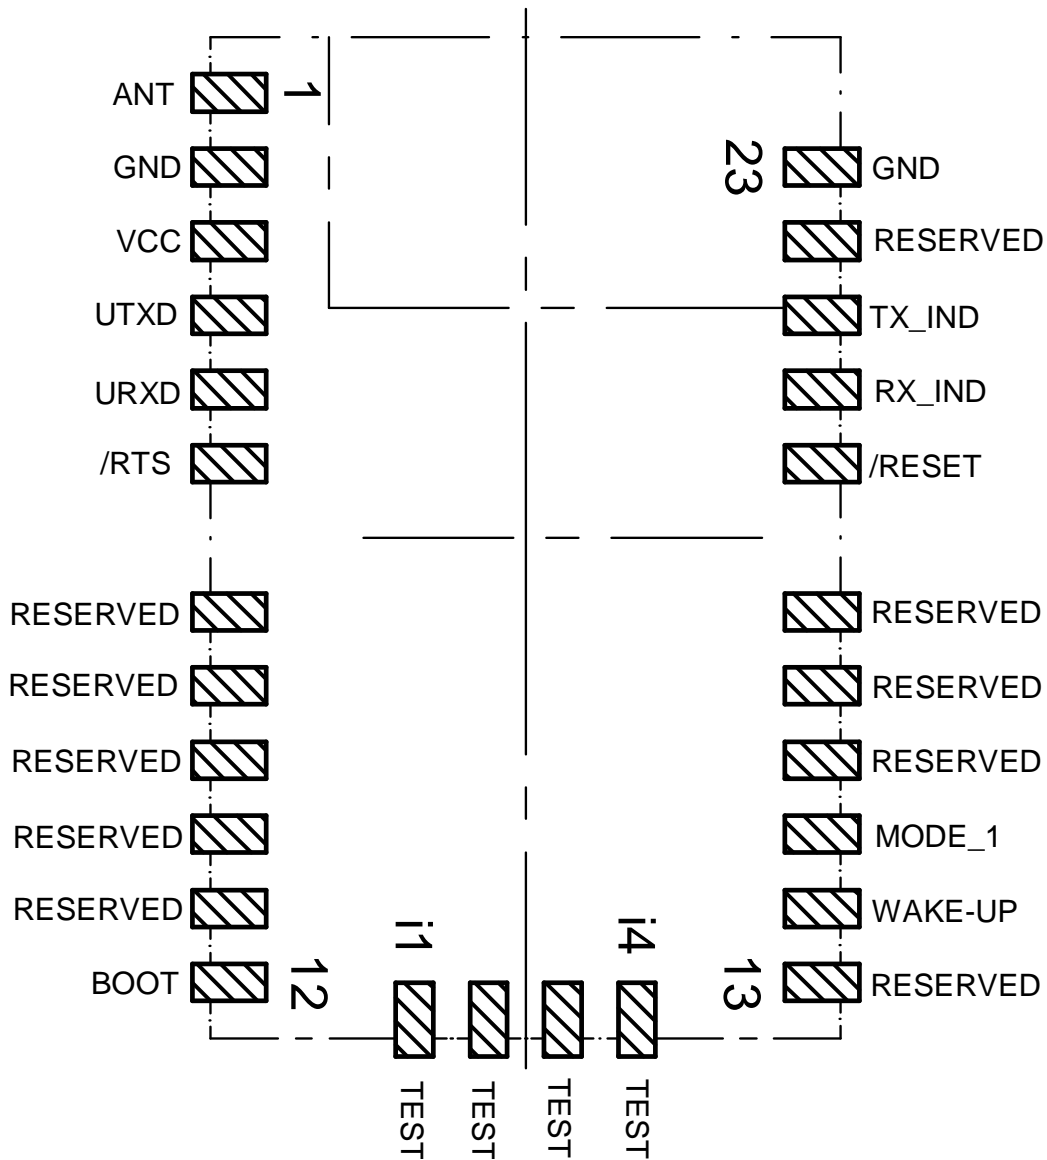 ANT 1
GND 23 GND
VCC RESERVED
UTXD TX_IND
URXD RX_IND
/RTS /RESET
RESERVED RESERVED
RESERVED RESERVED
RESERVED RESERVED
RESERVED MODE_1
RESERVED i1 i4 WAKE-UP
BOOT 12 13 RESERVED
TEST TEST TEST TEST